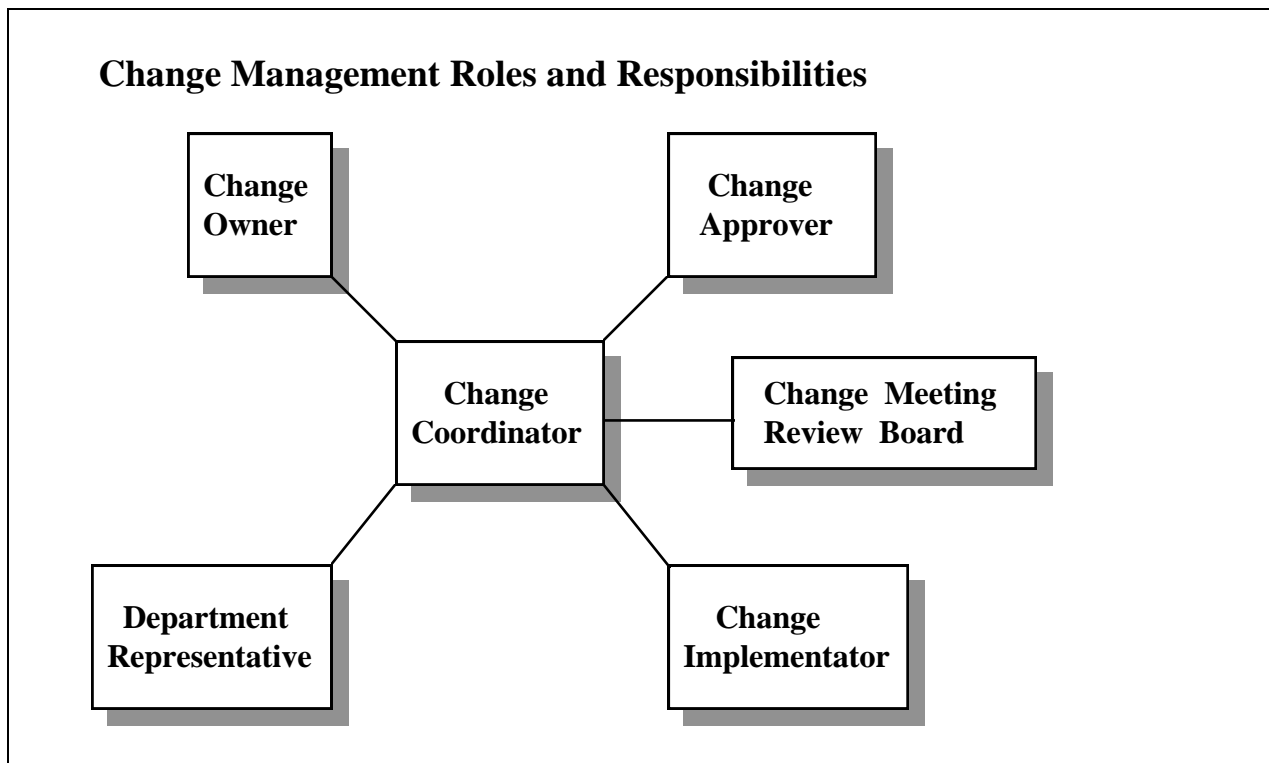 Change Management Roles and Responsibilities
Change
Owner
Change
Approver
Change
Coordinator
Change Meeting
Review Board
Department
Representative
Change
Implementator